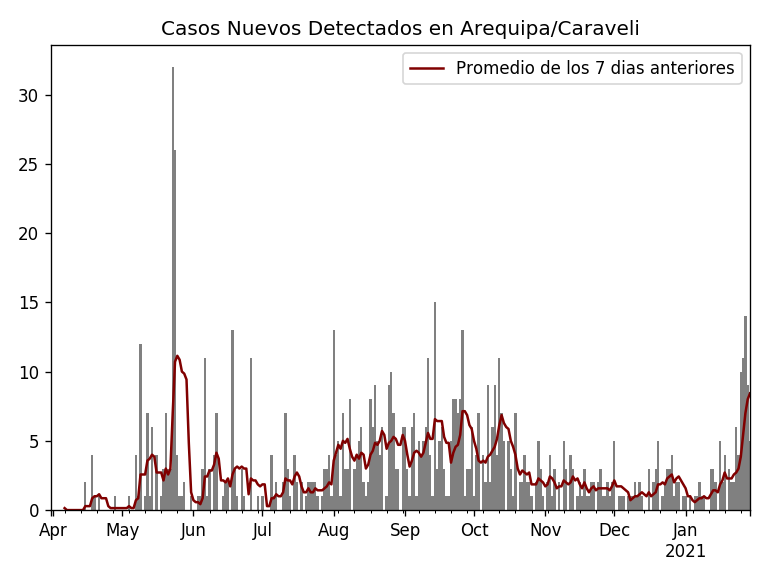 Casos Nuevos Detectados en Arequipa/Caraveli
Promedio de los 7 dias anteriores
30
25
20
15
10
5
0
Apr May Jun Jul Aug Sep Oct Nov Dec Jan
2021